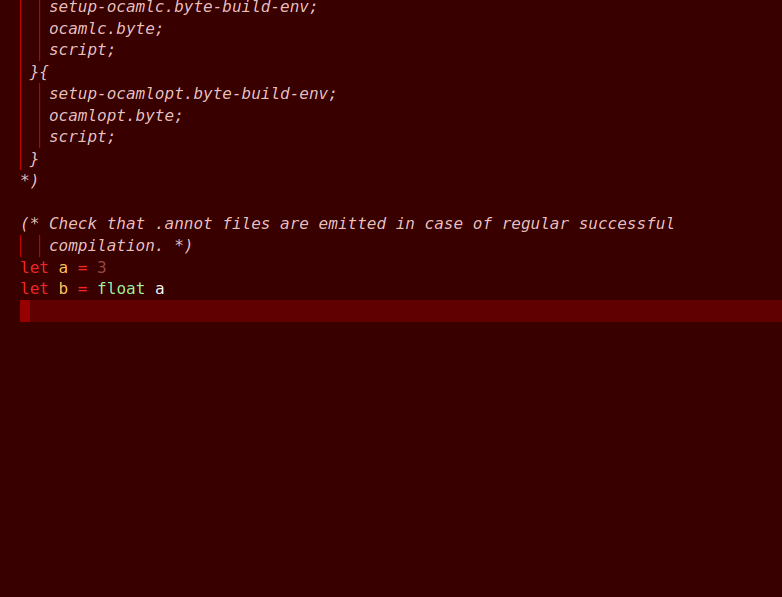 setup-ocamlc.byte-build-env;
ocamlc.byte;
script;
}{
setup-ocamlopt.byte-build-env;
ocamlopt.byte;
script;
}
*)
(* Check that .annot files are emitted in case of regular successful
compilation. *)
let a = 3
let b = float a